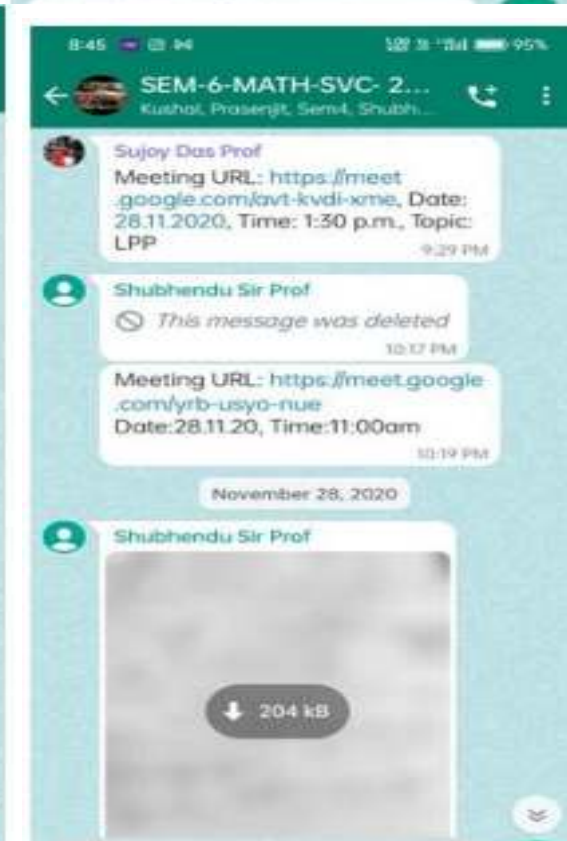 8:45 95%
SEM-6-MATH-SVC- 2...
Kushal, Prasenjit, Sem4, Shubh...
Sujoy Das Prof
Meeting URL: https://meet
.google.com/avt-kvdi-xme, Date:
28.11.2020, Time: 1:30 p.m., Topic:
LPP
9:29 PM
Shubhendu Sir Prof
This message was deleted
10:17 PM
Meeting URL: https://meet.google
.com/yrb-usyo-nue
Date:28.11.20, Time:11:00am
10:19 PM
November 28, 2020
Shubhendu Sir Prof
204 kB